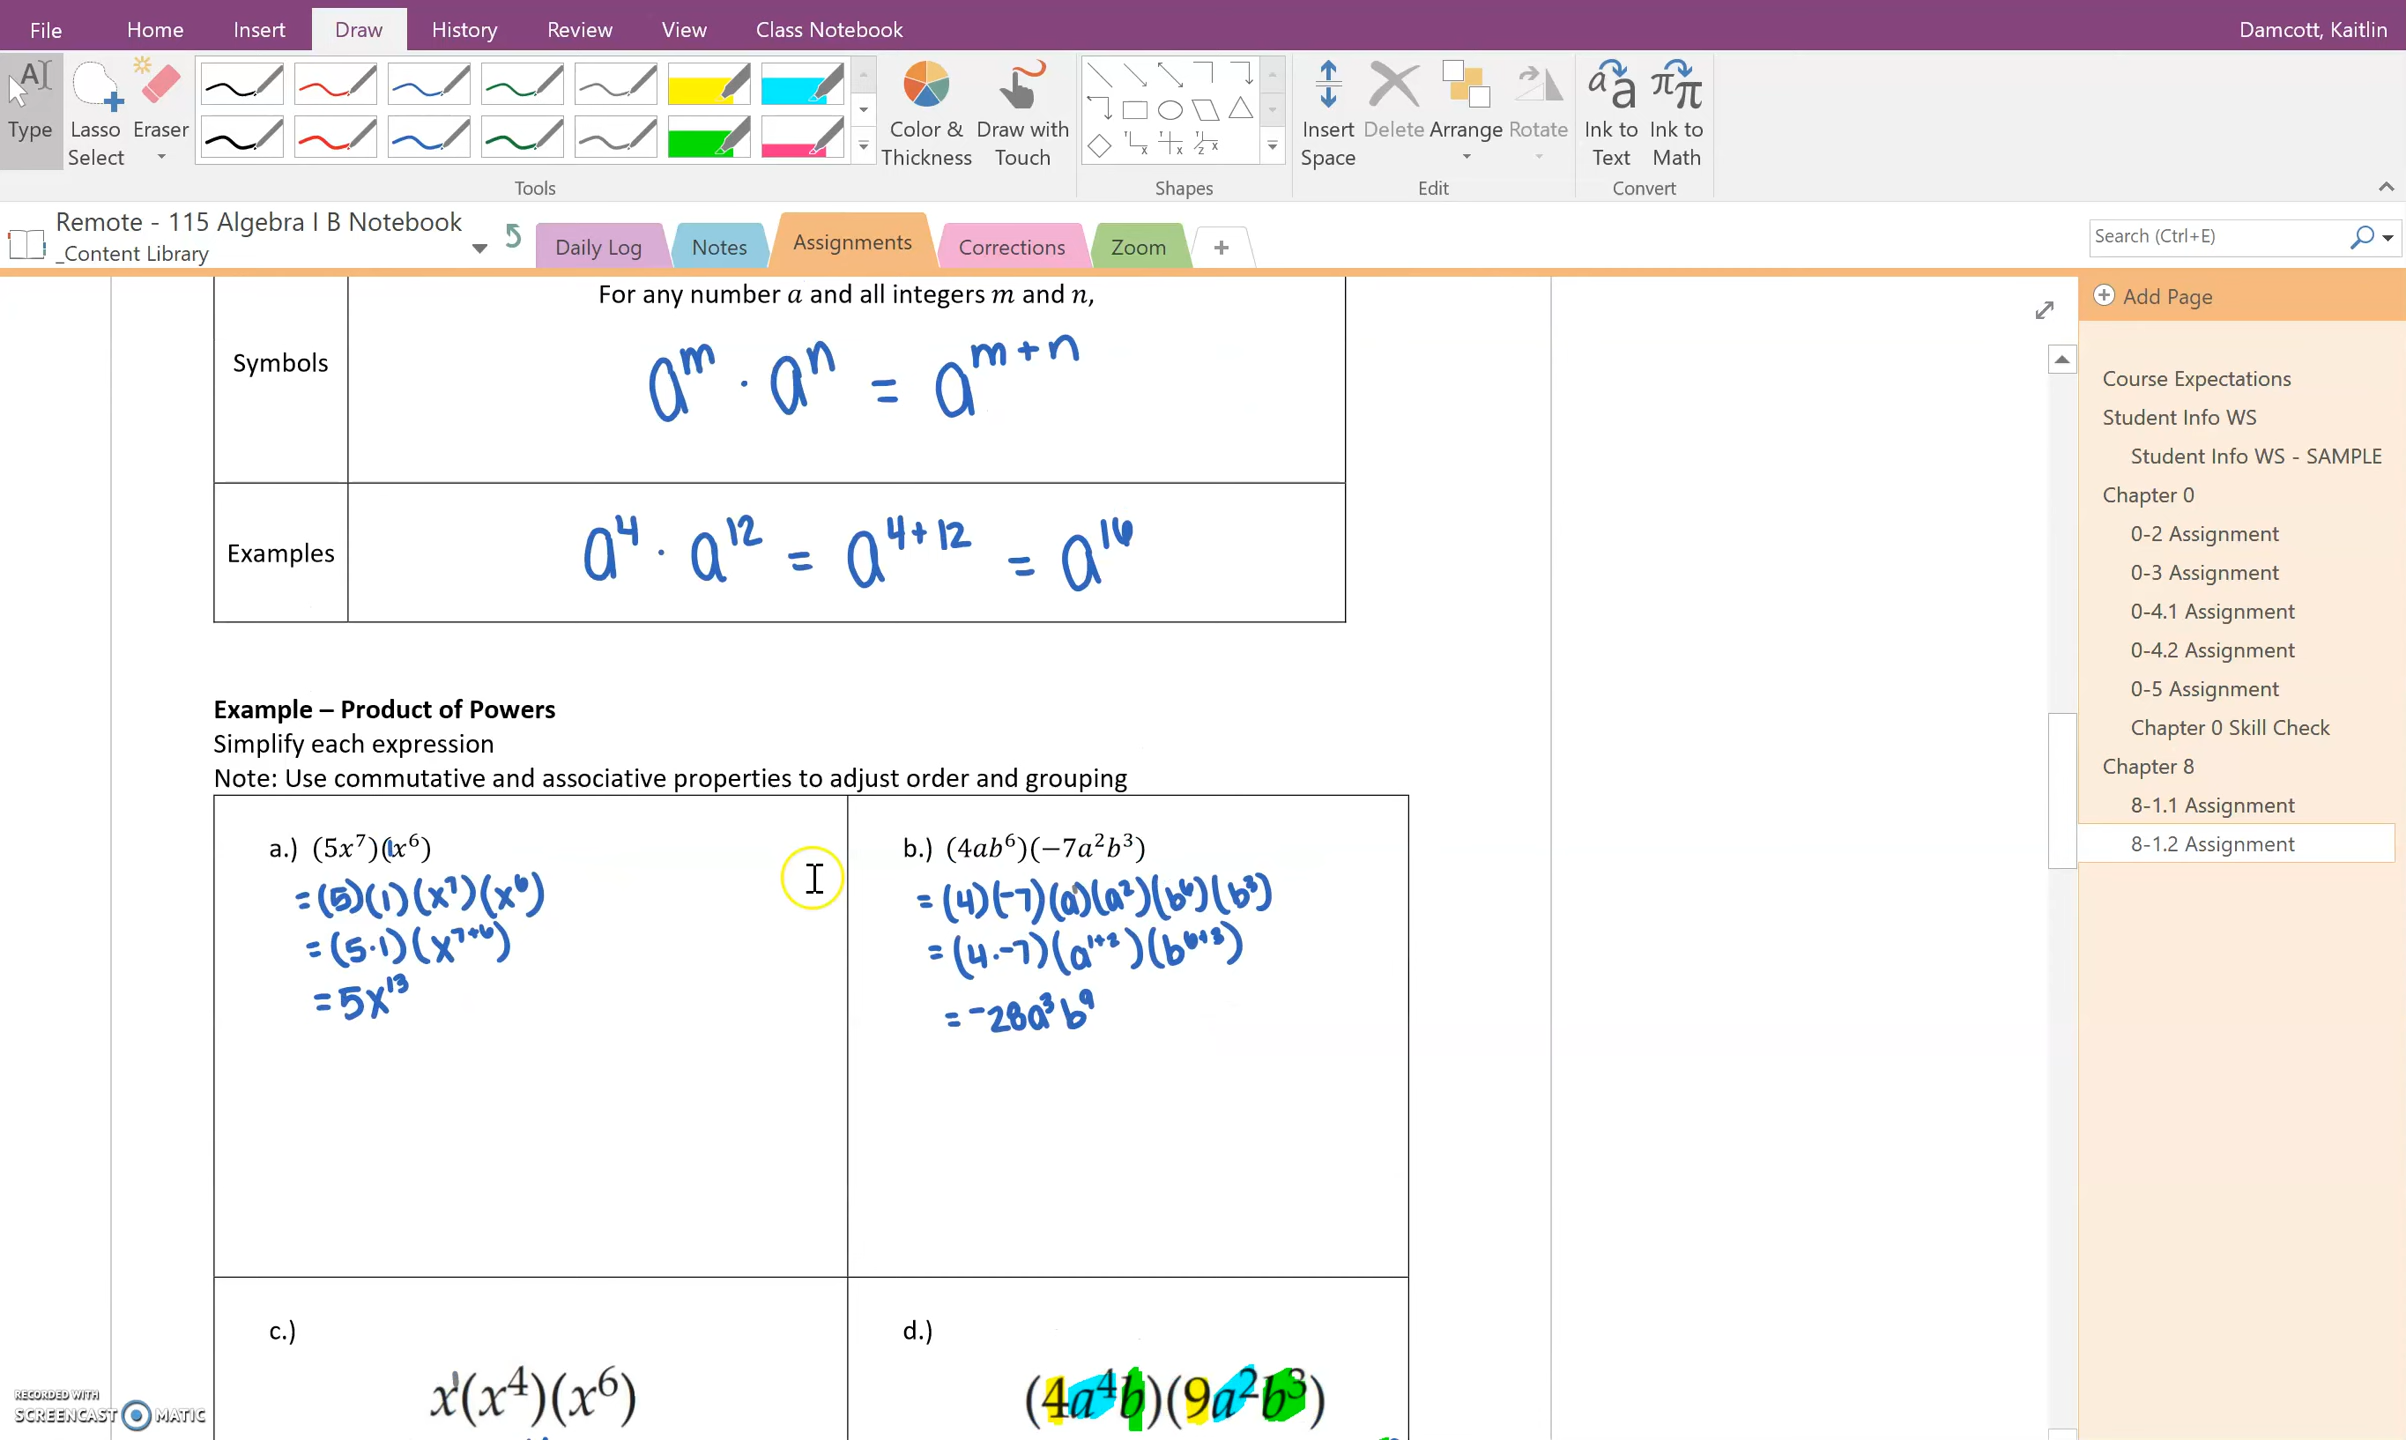 File Home Insert Draw History Review View Class Notebook Damcott, Kaitlin
Type Lasso Select Eraser Color & Thickness Draw with Touch Insert Space Delete Arrange Rotate Ink to Text Ink to Math
Tools Shapes Edit Convert
Remote - 115 Algebra I B Notebook
_Content Library
Daily Log Notes Assignments Corrections Zoom +
Search (Ctrl+E)
Add Page
Course Expectations
Student Info WS
Student Info WS - SAMPLE
Chapter 0
0-2 Assignment
0-3 Assignment
0-4.1 Assignment
0-4.2 Assignment
0-5 Assignment
Chapter 0 Skill Check
Chapter 8
8-1.1 Assignment
8-1.2 Assignment
For any number a and all integers m and n,
Symbols
a^m · a^n = a^{m+n}
Examples
a^4 · a^{12} = a^{4+12} = a^{16}
Example – Product of Powers
Simplify each expression
Note: Use commutative and associative properties to adjust order and grouping
a.) (5x^7)(1x^6)
= (5)(1)(x^7)(x^6)
= (5·1)(x^{7+6})
= 5x^{13}
b.) (4ab^6)(−7a^2b^3)
= (4)(-7)(a^1)(a^2)(b^6)(b^3)
= (4·-7)(a^{1+2})(b^{6+3})
= -28a^3b^9
c.)
x^1(x^4)(x^6)
d.)
(4a^4b)(9a^2b^3)
RECORDED WITH
SCREENCAST MATIC